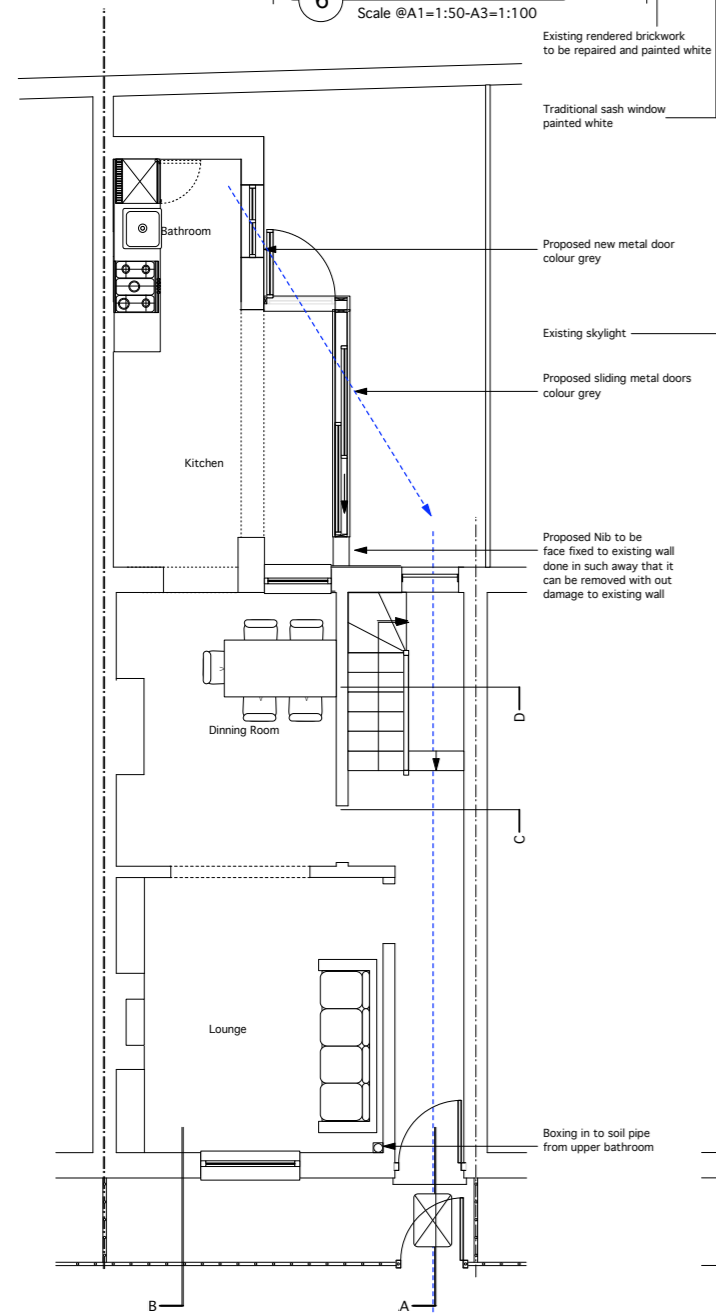 6
Scale @A1=1:50-A3=1:100
Existing rendered brickwork
to be repaired and painted white
Traditional sash window
painted white
Bathroom
Proposed new metal door
colour grey
Existing skylight
Proposed sliding metal doors
colour grey
Kitchen
Proposed Nib to be
face fixed to existing wall
done in such away that it
can be removed with out
damage to existing wall
D
Dinning Room
C
Lounge
Boxing in to soil pipe
from upper bathroom
B
A